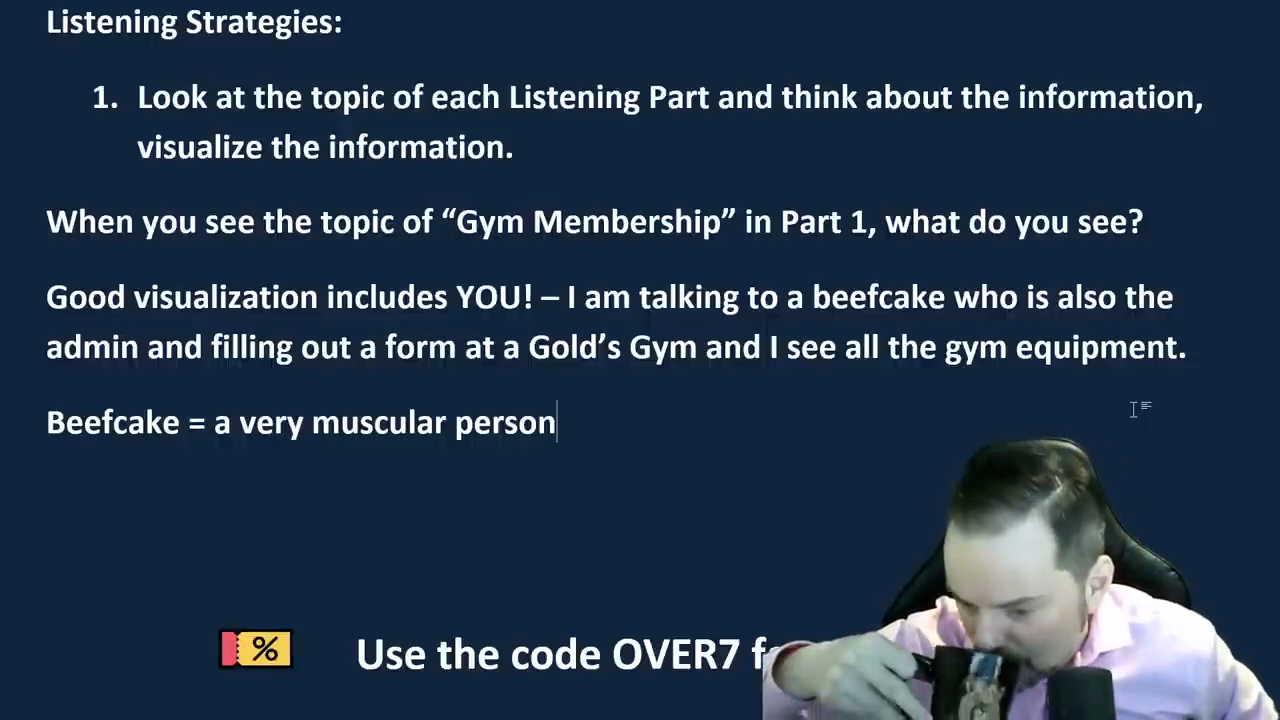 Listening Strategies:
1. Look at the topic of each Listening Part and think about the information,
visualize the information.
When you see the topic of “Gym Membership” in Part 1, what do you see?
Good visualization includes YOU! – I am talking to a beefcake who is also the
admin and filling out a form at a Gold’s Gym and I see all the gym equipment.
Beefcake = a very muscular person
% Use the code OVER7